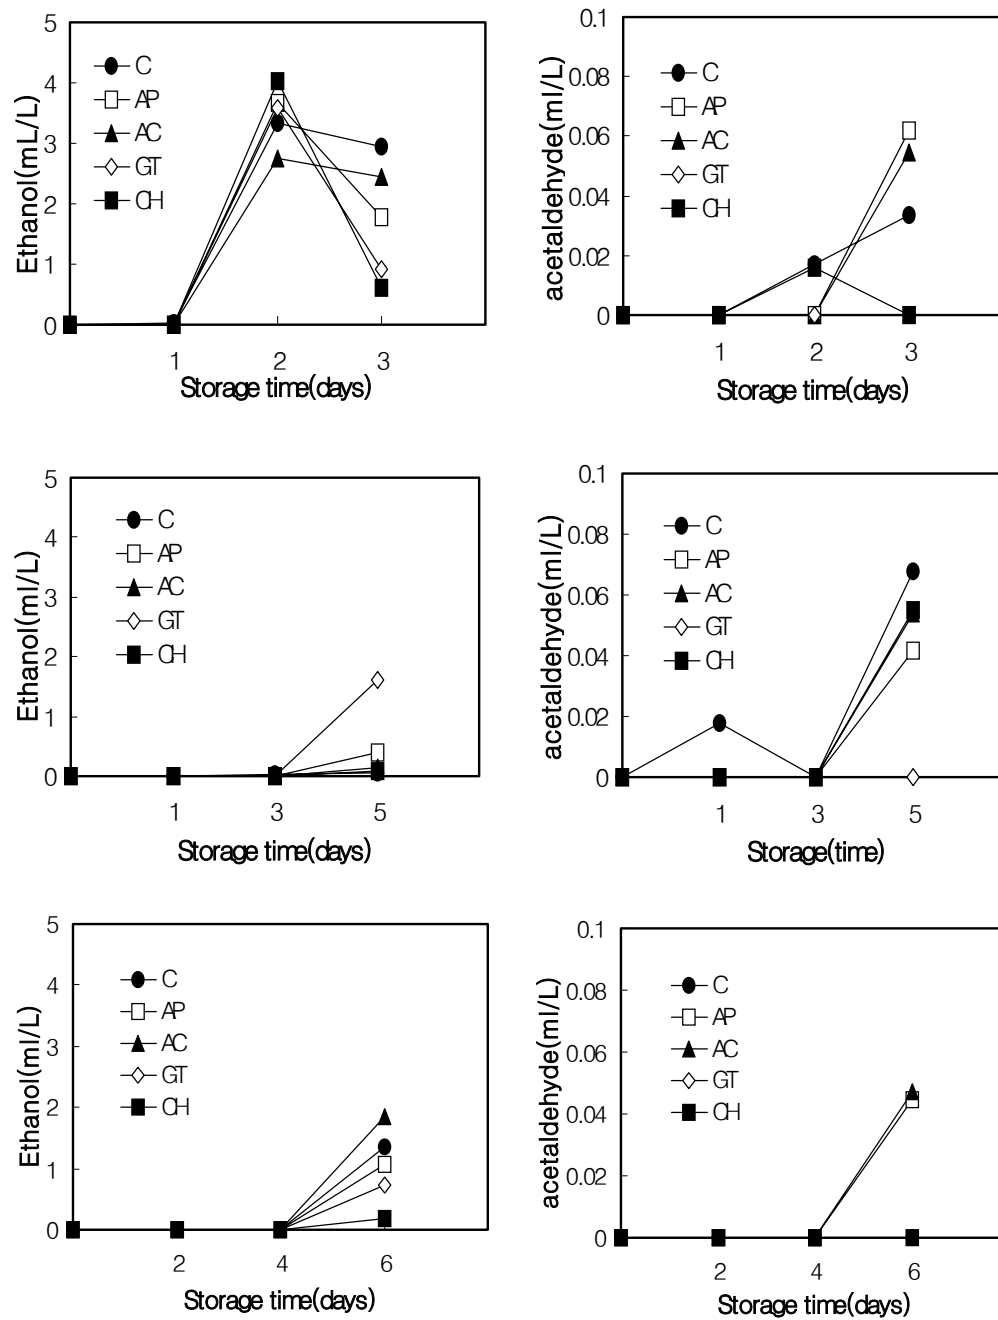 5
4
3
2
1
0
Ethanol(mL/L)
C
AP
AC
GT
CH
1 2 3
Storage time(days)
0.1
0.08
0.06
0.04
0.02
0
acetaldehyde(ml/L)
C
AP
AC
GT
CH
1 2 3
Storage time(days)
5
4
3
2
1
0
Ethanol(ml/L)
C
AP
AC
GT
CH
1 3 5
Storage time(days)
0.1
0.08
0.06
0.04
0.02
0
acetaldehyde(ml/L)
C
AP
AC
GT
CH
1 3 5
Storage(time)
5
4
3
2
1
0
Ethanol(ml/L)
C
AP
AC
GT
CH
2 4 6
Storage time(days)
0.1
0.08
0.06
0.04
0.02
0
acetaldehyde(ml/L)
C
AP
AC
GT
CH
2 4 6
Storage time(days)